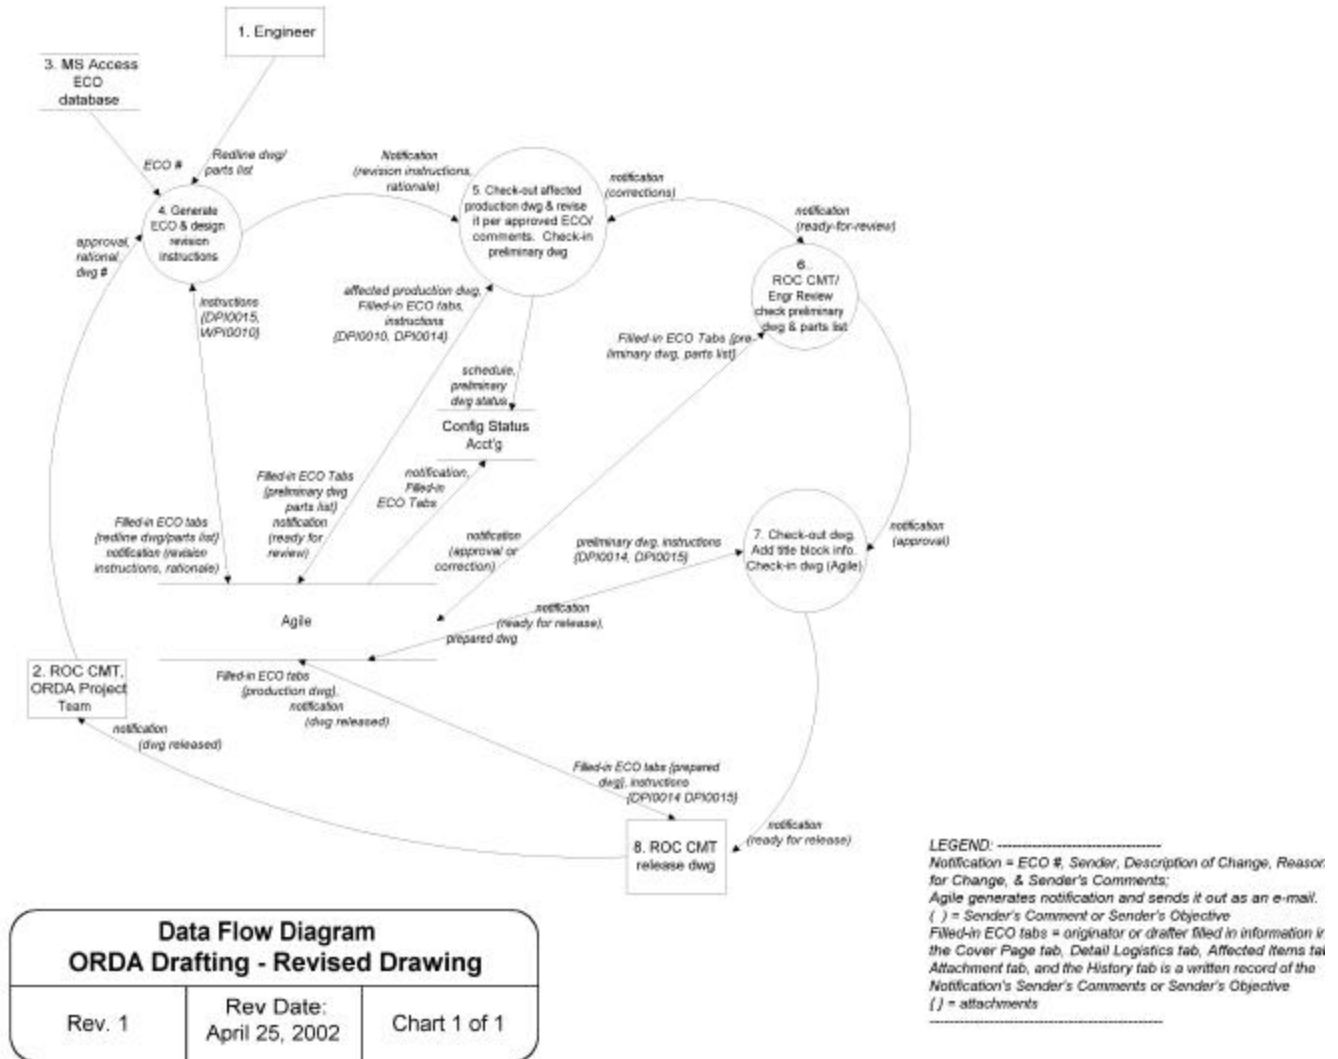 1. Engineer
3. MS Access
ECO
database
ECO #
Redline dwg/
parts list
4. Generate
ECO & design
revision
instructions
Notification
(revision instructions,
rationale)
5. Check-out affected
production dwg & revise
it per approved ECO/
comments.  Check-in
preliminary dwg
notification
(corrections)
notification
(ready-for-review)
6.
ROC CMT/
Engr Review
check preliminary
dwg & parts list
approval,
rational,
dwg #
instructions
{DPI0015,
WPI0010}
affected production dwg,
Filled-in ECO tabs,
instructions
{DPI0010, DPI0014}
Filled-in ECO Tabs {pre-
liminary dwg, parts list}
schedule,
preliminary
dwg status
Config Status
Acct'g
Filled-in ECO Tabs
{preliminary dwg
parts list}
notification
(ready for
review)
notification,
Filled-in
ECO Tabs
Filled-in ECO tabs
{redline dwg/parts list}
notification (revision
instructions, rationale)
notification
(approval or
correction)
preliminary dwg, instructions
{DPI0014, DPI0015}
7. Check-out dwg.
Add title block info.
Check-in dwg (Agile)
notification
(approval)
Agile
notification
(ready for release),
prepared dwg
2. ROC CMT,
ORDA Project
Team
Filled-in ECO tabs
{production dwg},
notification
(dwg released)
notification
(dwg released)
Filled-in ECO tabs {prepared
dwg}, instructions
{DPI0014 DPI0015}
8. ROC CMT
release dwg
notification
(ready for release)
LEGEND: ------------------------------------
Notification = ECO #, Sender, Description of Change, Reason
for Change, & Sender's Comments;
Agile generates notification and sends it out as an e-mail.
( ) = Sender's Comment or Sender's Objective
Filled-in ECO tabs = originator or drafter filled in information in
the Cover Page tab, Detail Logistics tab, Affected Items tab
Attachment tab, and the History tab is a written record of the
Notification's Sender's Comments or Sender's Objective
{ } = attachments
Data Flow Diagram
ORDA Drafting - Revised Drawing
Rev. 1
Rev Date:
April 25, 2002
Chart 1 of 1